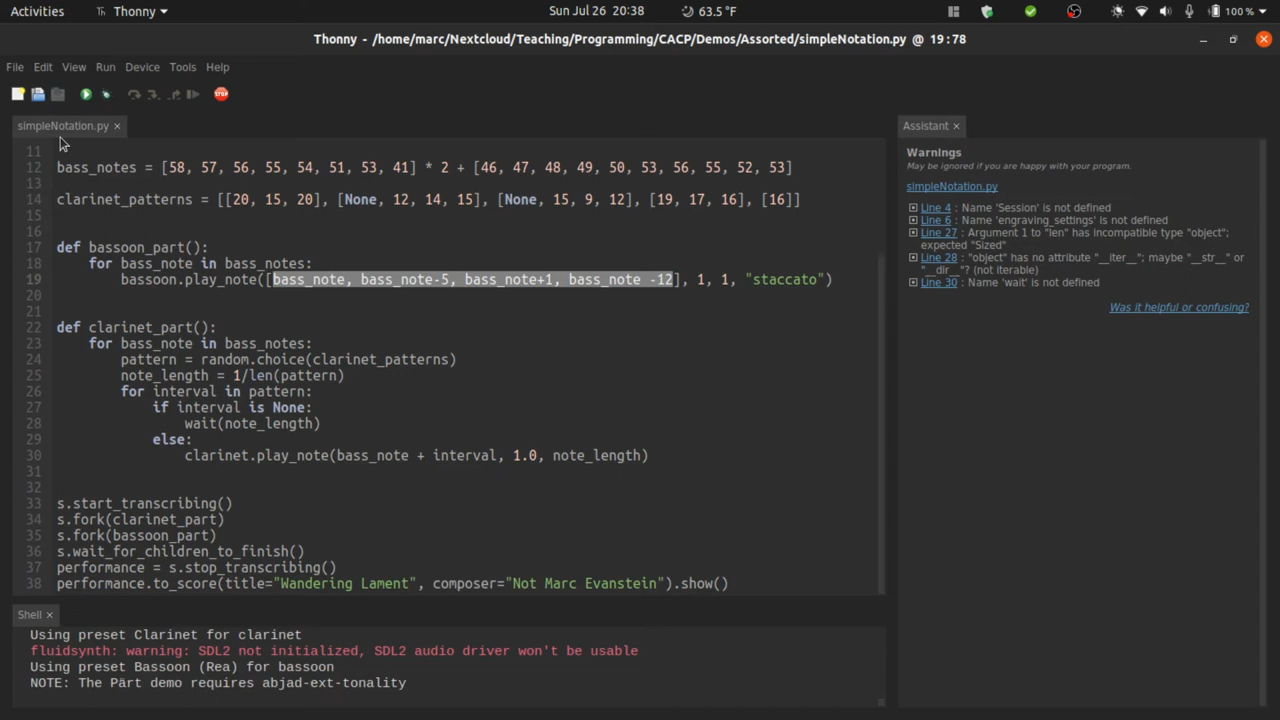 Activities Thonny Sun Jul 26 20:38 63.5 °F 100 %
Thonny - /home/marc/Nextcloud/Teaching/Programming/CACP/Demos/Assorted/simpleNotation.py @ 19:78
File Edit View Run Device Tools Help
STOP
simpleNotation.py ×
11
12 bass_notes = [58, 57, 56, 55, 54, 51, 53, 41] * 2 + [46, 47, 48, 49, 50, 53, 56, 55, 52, 53]
13
14 clarinet_patterns = [[20, 15, 20], [None, 12, 14, 15], [None, 15, 9, 12], [19, 17, 16], [16]]
15
16
17 def bassoon_part():
18     for bass_note in bass_notes:
19         bassoon.play_note([bass_note, bass_note-5, bass_note+1, bass_note -12], 1, 1, "staccato")
20
21
22 def clarinet_part():
23     for bass_note in bass_notes:
24         pattern = random.choice(clarinet_patterns)
25         note_length = 1/len(pattern)
26         for interval in pattern:
27             if interval is None:
28                 wait(note_length)
29             else:
30                 clarinet.play_note(bass_note + interval, 1.0, note_length)
31
32
33 s.start_transcribing()
34 s.fork(clarinet_part)
35 s.fork(bassoon_part)
36 s.wait_for_children_to_finish()
37 performance = s.stop_transcribing()
38 performance.to_score(title="Wandering Lament", composer="Not Marc Evanstein").show()
Shell ×
Using preset Clarinet for clarinet
fluidsynth: warning: SDL2 not initialized, SDL2 audio driver won't be usable
Using preset Bassoon (Rea) for bassoon
NOTE: The Pärt demo requires abjad-ext-tonality
Assistant ×
Warnings
May be ignored if you are happy with your program.
simpleNotation.py
Line 4 : Name 'Session' is not defined
Line 6 : Name 'engraving_settings' is not defined
Line 27 : Argument 1 to "len" has incompatible type "object";
expected "Sized"
Line 28 : "object" has no attribute "__iter__"; maybe "__str__" or
"__dir__"? (not iterable)
Line 30 : Name 'wait' is not defined
Was it helpful or confusing?